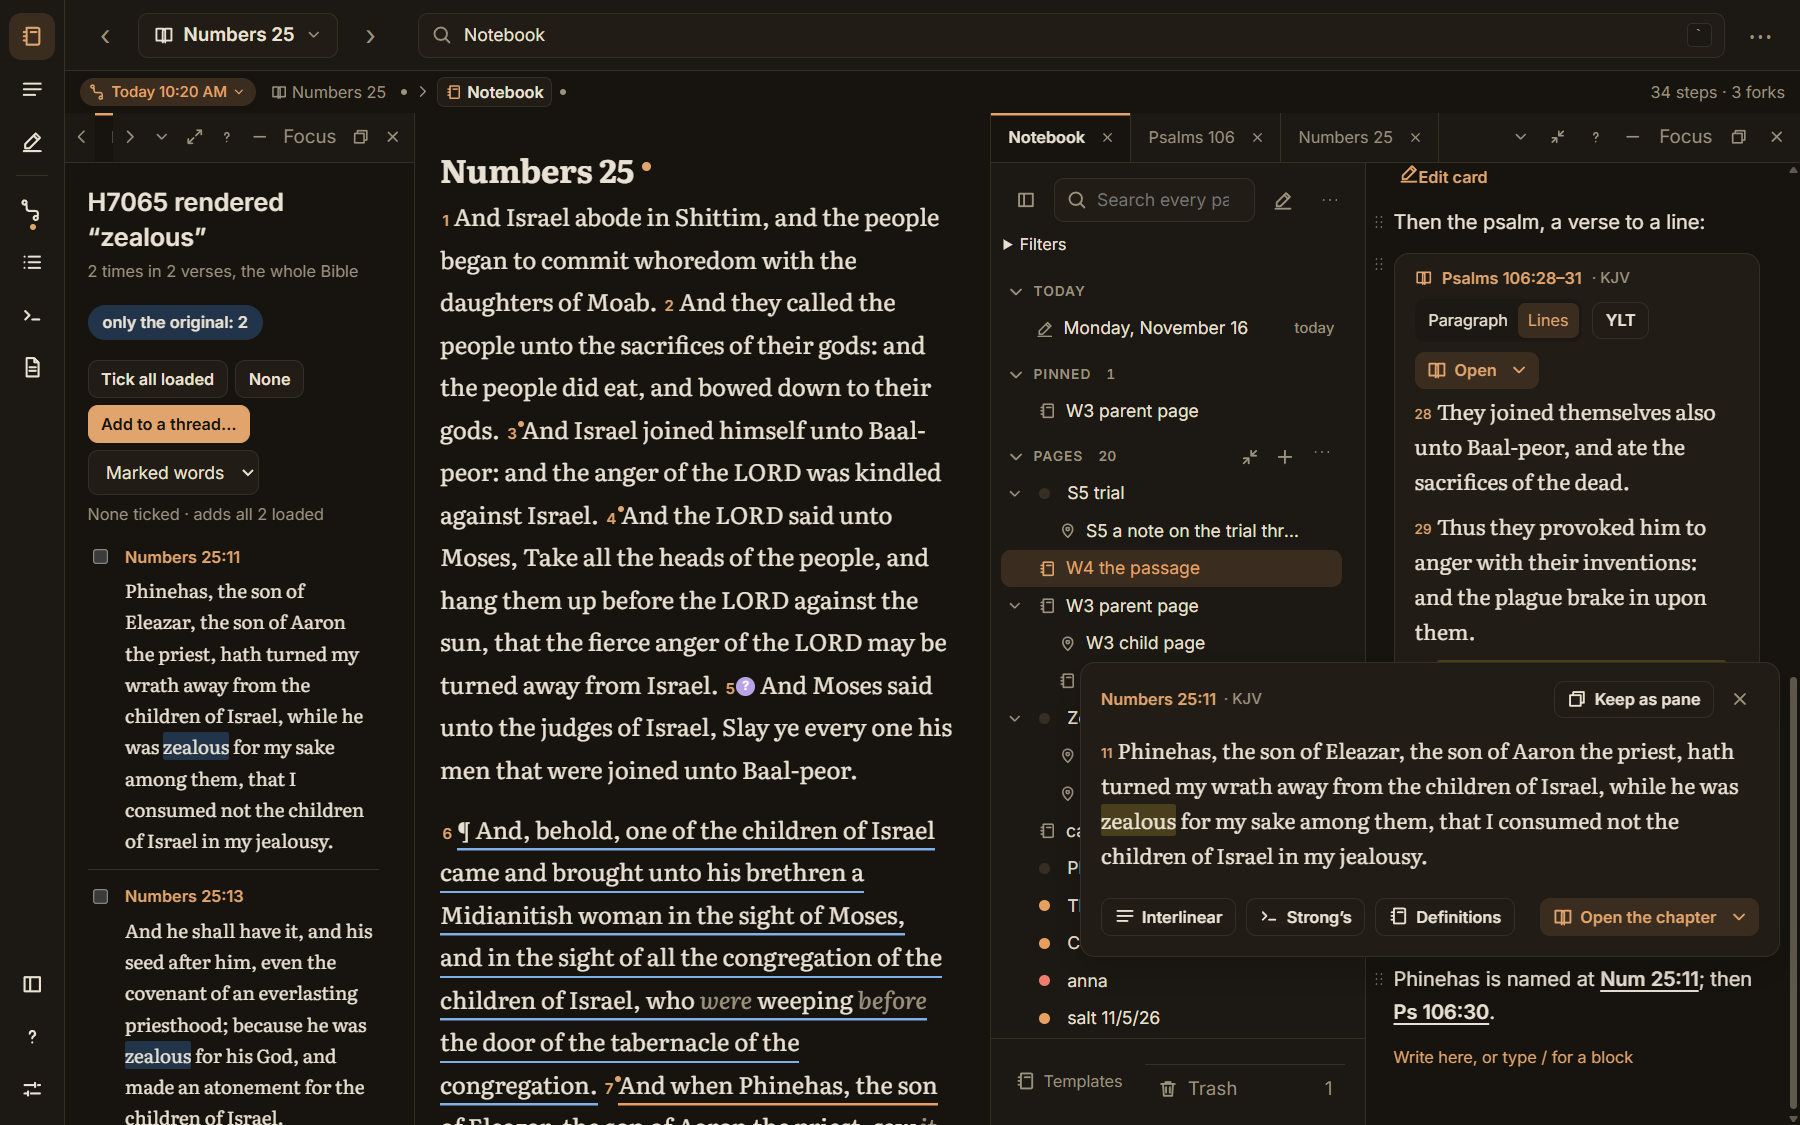 Numbers 25
Notebook
`
Today 10:20 AM
Numbers 25
Notebook
34 steps · 3 forks
Focus
H7065 rendered
“zealous”
2 times in 2 verses, the whole Bible
only the original: 2
Tick all loaded
None
Add to a thread...
Marked words
None ticked · adds all 2 loaded
Numbers 25:11
Phinehas, the son of
Eleazar, the son of Aaron
the priest, hath turned my
wrath away from the
children of Israel, while he
was zealous for my sake
among them, that I
consumed not the children
of Israel in my jealousy.
Numbers 25:13
And he shall have it, and his
seed after him, even the
covenant of an everlasting
priesthood; because he was
zealous for his God, and
made an atonement for the
children of Israel.
Numbers 25
1 And Israel abode in Shittim, and the people
began to commit whoredom with the
daughters of Moab. 2 And they called the
people unto the sacrifices of their gods: and
the people did eat, and bowed down to their
gods. 3 And Israel joined himself unto Baal-
peor: and the anger of the LORD was kindled
against Israel. 4 And the LORD said unto
Moses, Take all the heads of the people, and
hang them up before the LORD against the
sun, that the fierce anger of the LORD may be
turned away from Israel. 5 ? And Moses said
unto the judges of Israel, Slay ye every one his
men that were joined unto Baal-peor.
6 ¶ And, behold, one of the children of Israel
came and brought unto his brethren a
Midianitish woman in the sight of Moses,
and in the sight of all the congregation of the
children of Israel, who were weeping before
the door of the tabernacle of the
congregation. 7 And when Phinehas, the son
of Eleazar, the son of Aaron the priest, saw it
Notebook
Psalms 106
Numbers 25
Focus
Search every pa
Filters
TODAY
Monday, November 16 today
PINNED 1
W3 parent page
PAGES 20
S5 trial
S5 a note on the trial thr...
W4 the passage
W3 parent page
W3 child page
anna
salt 11/5/26
Templates
Trash 1
Edit card
Then the psalm, a verse to a line:
Psalms 106:28–31 · KJV
Paragraph
Lines
YLT
Open
28 They joined themselves also
unto Baal-peor, and ate the
sacrifices of the dead.
29 Thus they provoked him to
anger with their inventions:
and the plague brake in upon
them.
Numbers 25:11 · KJV
Keep as pane
11 Phinehas, the son of Eleazar, the son of Aaron the priest, hath
turned my wrath away from the children of Israel, while he was
zealous for my sake among them, that I consumed not the
children of Israel in my jealousy.
Interlinear
Strong’s
Definitions
Open the chapter
Phinehas is named at Num 25:11; then
Ps 106:30.
Write here, or type / for a block